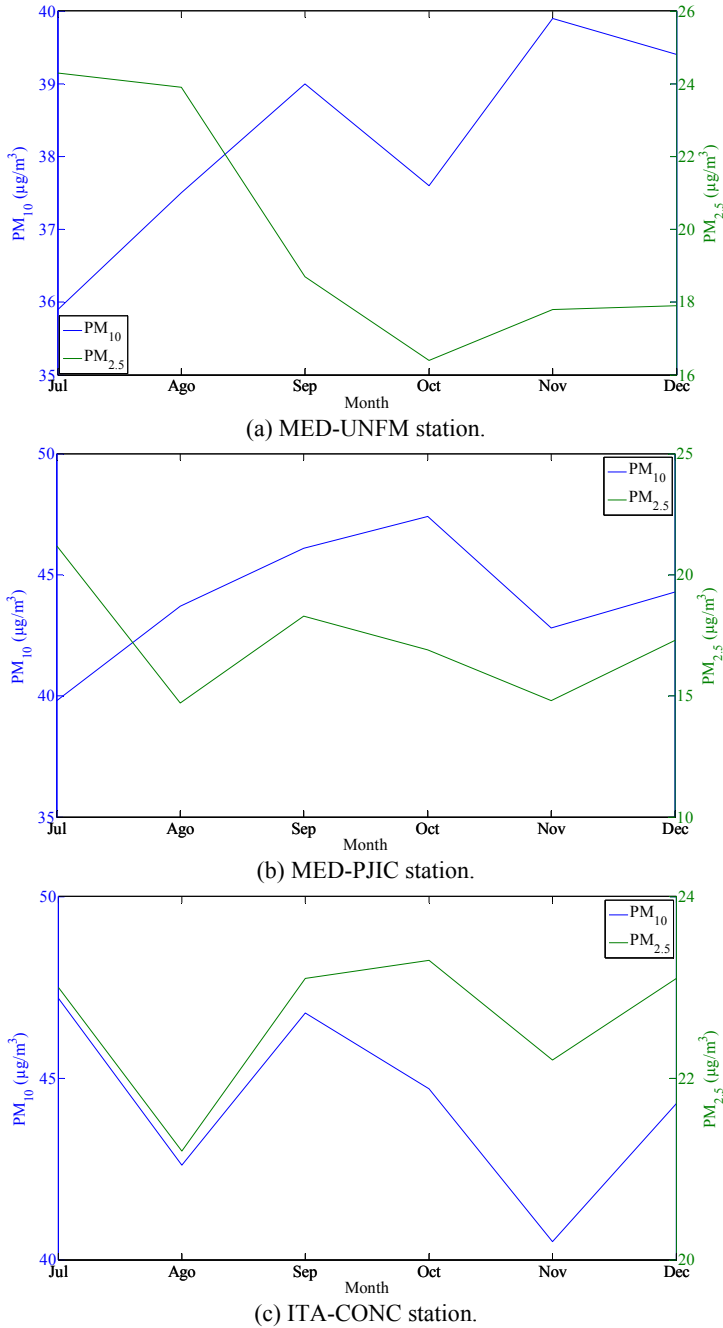 40
39
38
37
36
35
PM10 (µg/m³)
26
24
22
20
18
16
PM2.5 (µg/m³)
PM10
PM2.5
Jul Ago Sep Oct Nov Dec
Month
(a) MED-UNFM station.
50
45
40
35
PM10 (µg/m³)
25
20
15
10
PM2.5 (µg/m³)
PM10
PM2.5
Jul Ago Sep Oct Nov Dec
Month
(b) MED-PJIC station.
50
45
40
PM10 (µg/m³)
24
22
20
PM2.5 (µg/m³)
PM10
PM2.5
Jul Ago Sep Oct Nov Dec
Month
(c) ITA-CONC station.